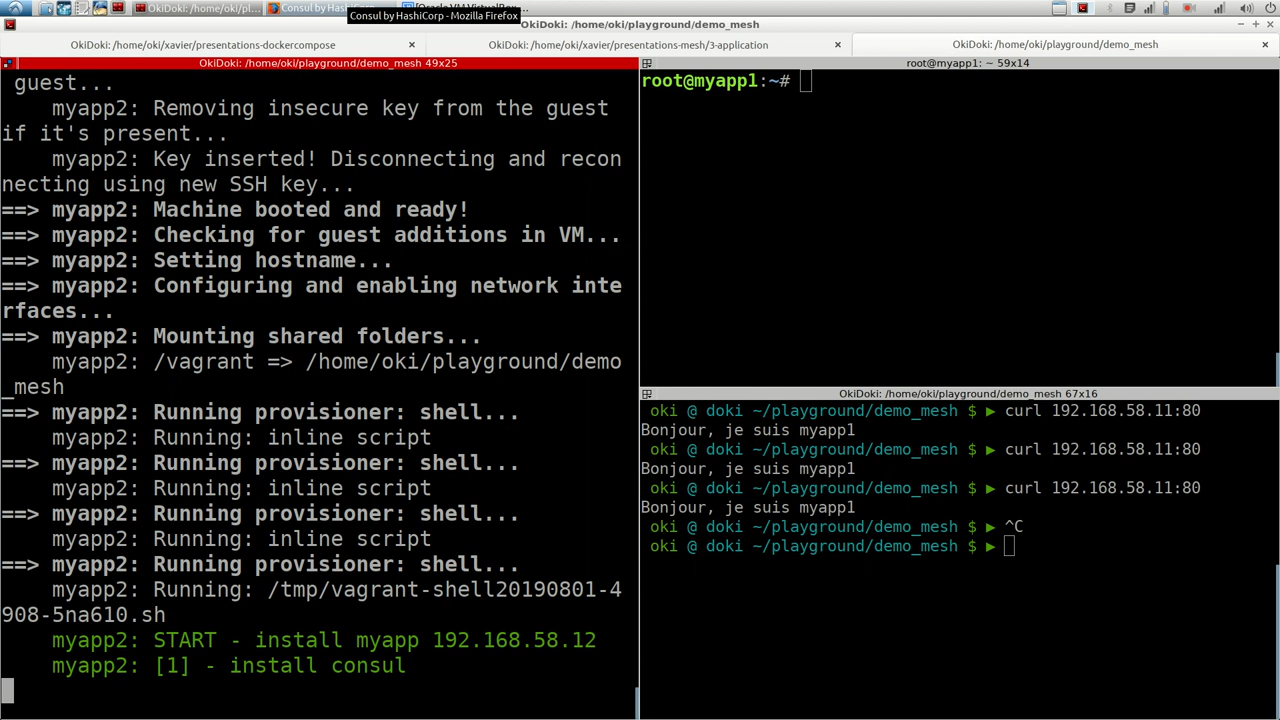 OkiDoki: /home/oki/pl...
Consul by Hashi
[Oracle VM VirtualBox
Consul by HashiCorp - Mozilla Firefox
OkiDoki: /home/oki/playground/demo_mesh
OkiDoki: /home/oki/xavier/presentations-dockercompose
OkiDoki: /home/oki/xavier/presentations-mesh/3-application
OkiDoki: /home/oki/playground/demo_mesh
OkiDoki: /home/oki/playground/demo_mesh 49x25
guest...
myapp2: Removing insecure key from the guest
if it's present...
myapp2: Key inserted! Disconnecting and recon
necting using new SSH key...
==> myapp2: Machine booted and ready!
==> myapp2: Checking for guest additions in VM...
==> myapp2: Setting hostname...
==> myapp2: Configuring and enabling network inte
rfaces...
==> myapp2: Mounting shared folders...
myapp2: /vagrant => /home/oki/playground/demo
_mesh
==> myapp2: Running provisioner: shell...
myapp2: Running: inline script
==> myapp2: Running provisioner: shell...
myapp2: Running: inline script
==> myapp2: Running provisioner: shell...
myapp2: Running: inline script
==> myapp2: Running provisioner: shell...
myapp2: Running: /tmp/vagrant-shell20190801-4
908-5na610.sh
myapp2: START - install myapp 192.168.58.12
myapp2: [1] - install consul
root@myapp1: ~ 59x14
root@myapp1:~#
OkiDoki: /home/oki/playground/demo_mesh 67x16
oki @ doki ~/playground/demo_mesh $ ► curl 192.168.58.11:80
Bonjour, je suis myapp1
oki @ doki ~/playground/demo_mesh $ ► curl 192.168.58.11:80
Bonjour, je suis myapp1
oki @ doki ~/playground/demo_mesh $ ► curl 192.168.58.11:80
Bonjour, je suis myapp1
oki @ doki ~/playground/demo_mesh $ ► ^C
oki @ doki ~/playground/demo_mesh $ ►